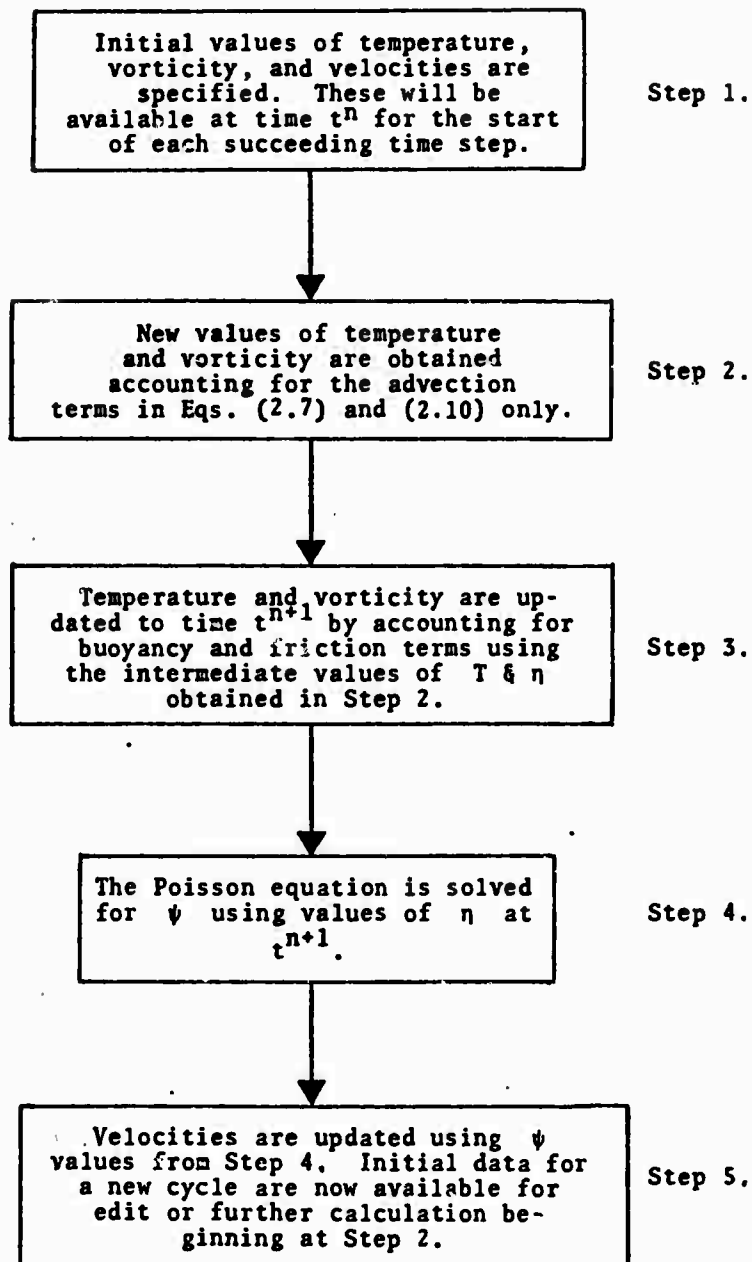 Initial values of temperature,
vorticity, and velocities are
specified. These will be
available at time tⁿ for the start
of each succeeding time step.
Step 1.
New values of temperature
and vorticity are obtained
accounting for the advection
terms in Eqs. (2.7) and (2.10) only.
Step 2.
Temperature and vorticity are up-
dated to time tⁿ⁺¹ by accounting for
buoyancy and friction terms using
the intermediate values of T & η
obtained in Step 2.
Step 3.
The Poisson equation is solved
for ψ using values of η at
tⁿ⁺¹.
Step 4.
Velocities are updated using ψ
values from Step 4. Initial data for
a new cycle are now available for
edit or further calculation be-
ginning at Step 2.
Step 5.